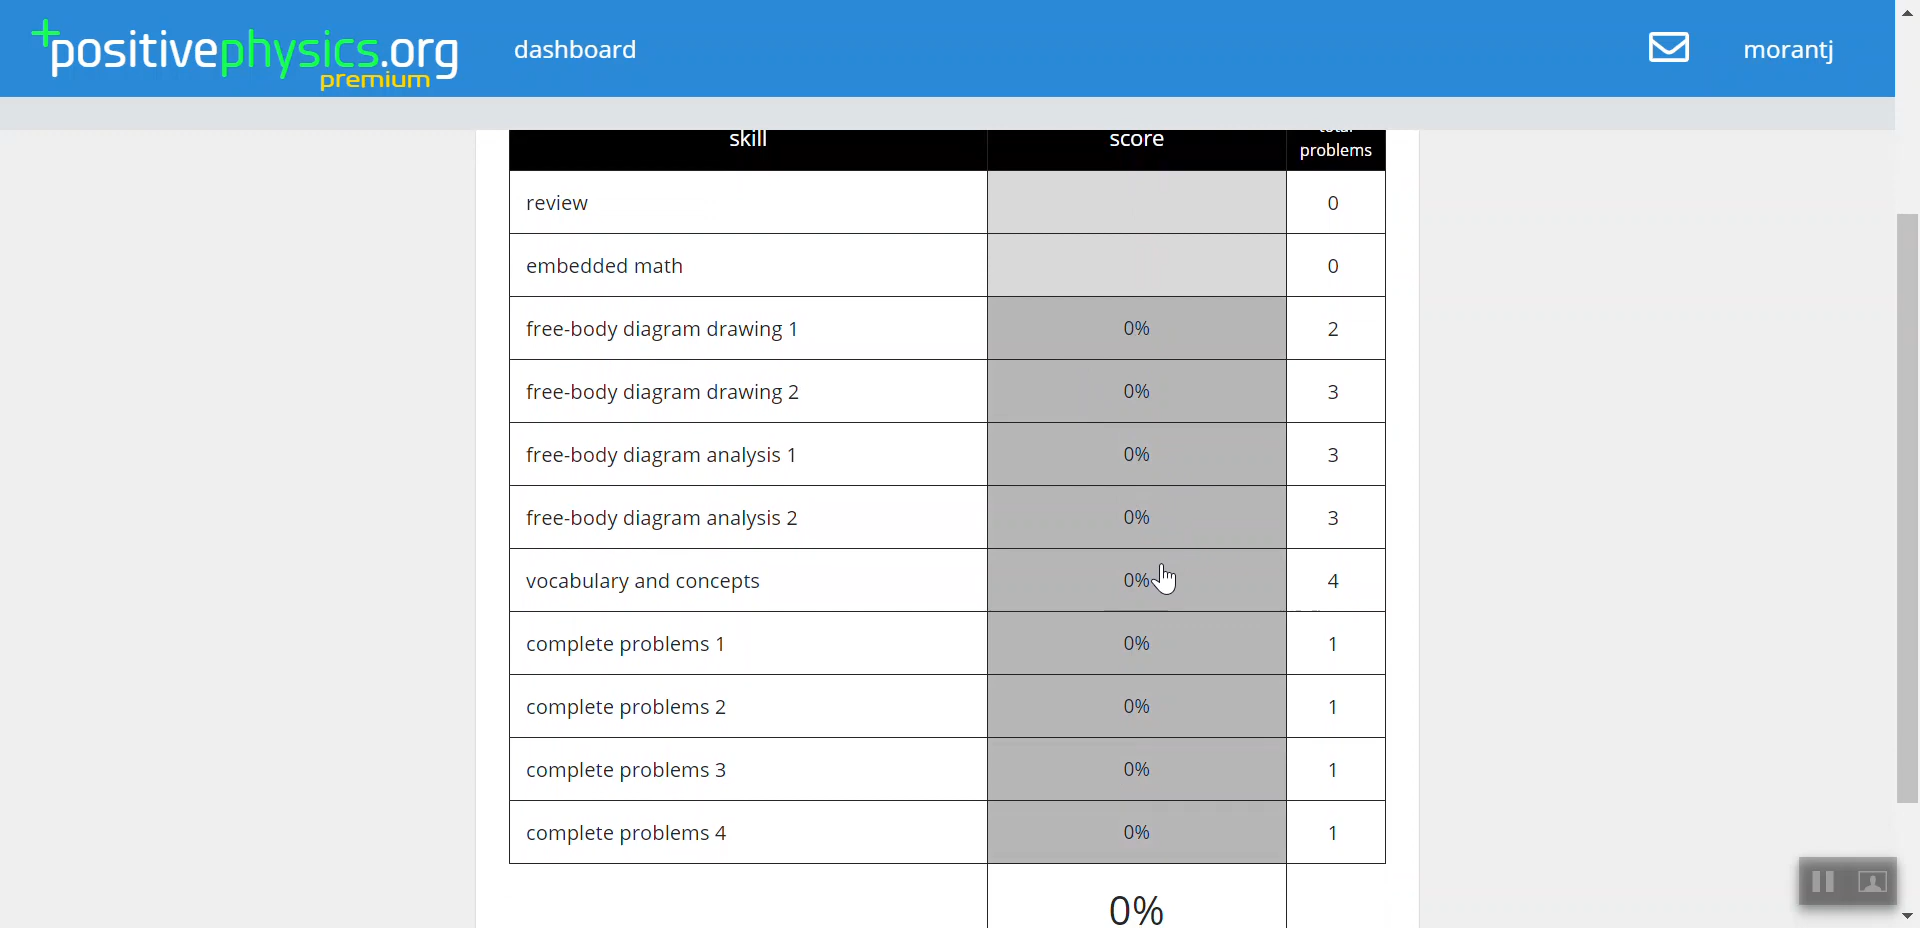 +positivephysics.org
premium
dashboard
morantj
skill
score
total
problems
review
0
embedded math
0
free-body diagram drawing 1
0%
2
free-body diagram drawing 2
0%
3
free-body diagram analysis 1
0%
3
free-body diagram analysis 2
0%
3
vocabulary and concepts
0%
4
complete problems 1
0%
1
complete problems 2
0%
1
complete problems 3
0%
1
complete problems 4
0%
1
0%